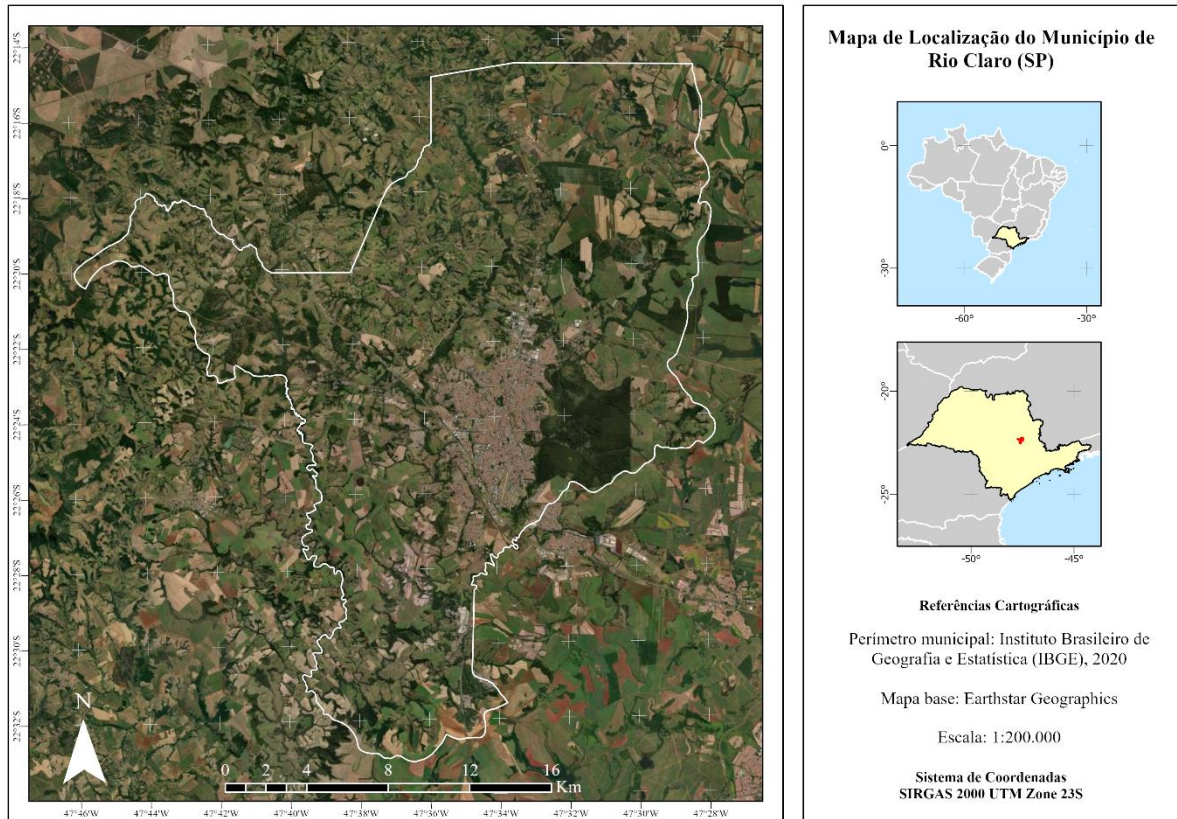 Mapa de Localização do Município de
Rio Claro (SP)
22°14'S
22°16'S
22°18'S
22°20'S
22°22'S
22°24'S
22°26'S
22°28'S
22°30'S
22°32'S
N
0 2 4 8 12 16
Km
47°46'W 47°44'W 47°42'W 47°40'W 47°38'W 47°36'W 47°34'W 47°32'W 47°30'W 47°28'W
0°
-30°
-60° -30°
-20°
-25°
-50° -45°
Referências Cartográficas
Perímetro municipal: Instituto Brasileiro de
Geografia e Estatística (IBGE), 2020
Mapa base: Earthstar Geographics
Escala: 1:200.000
Sistema de Coordenadas
SIRGAS 2000 UTM Zone 23S